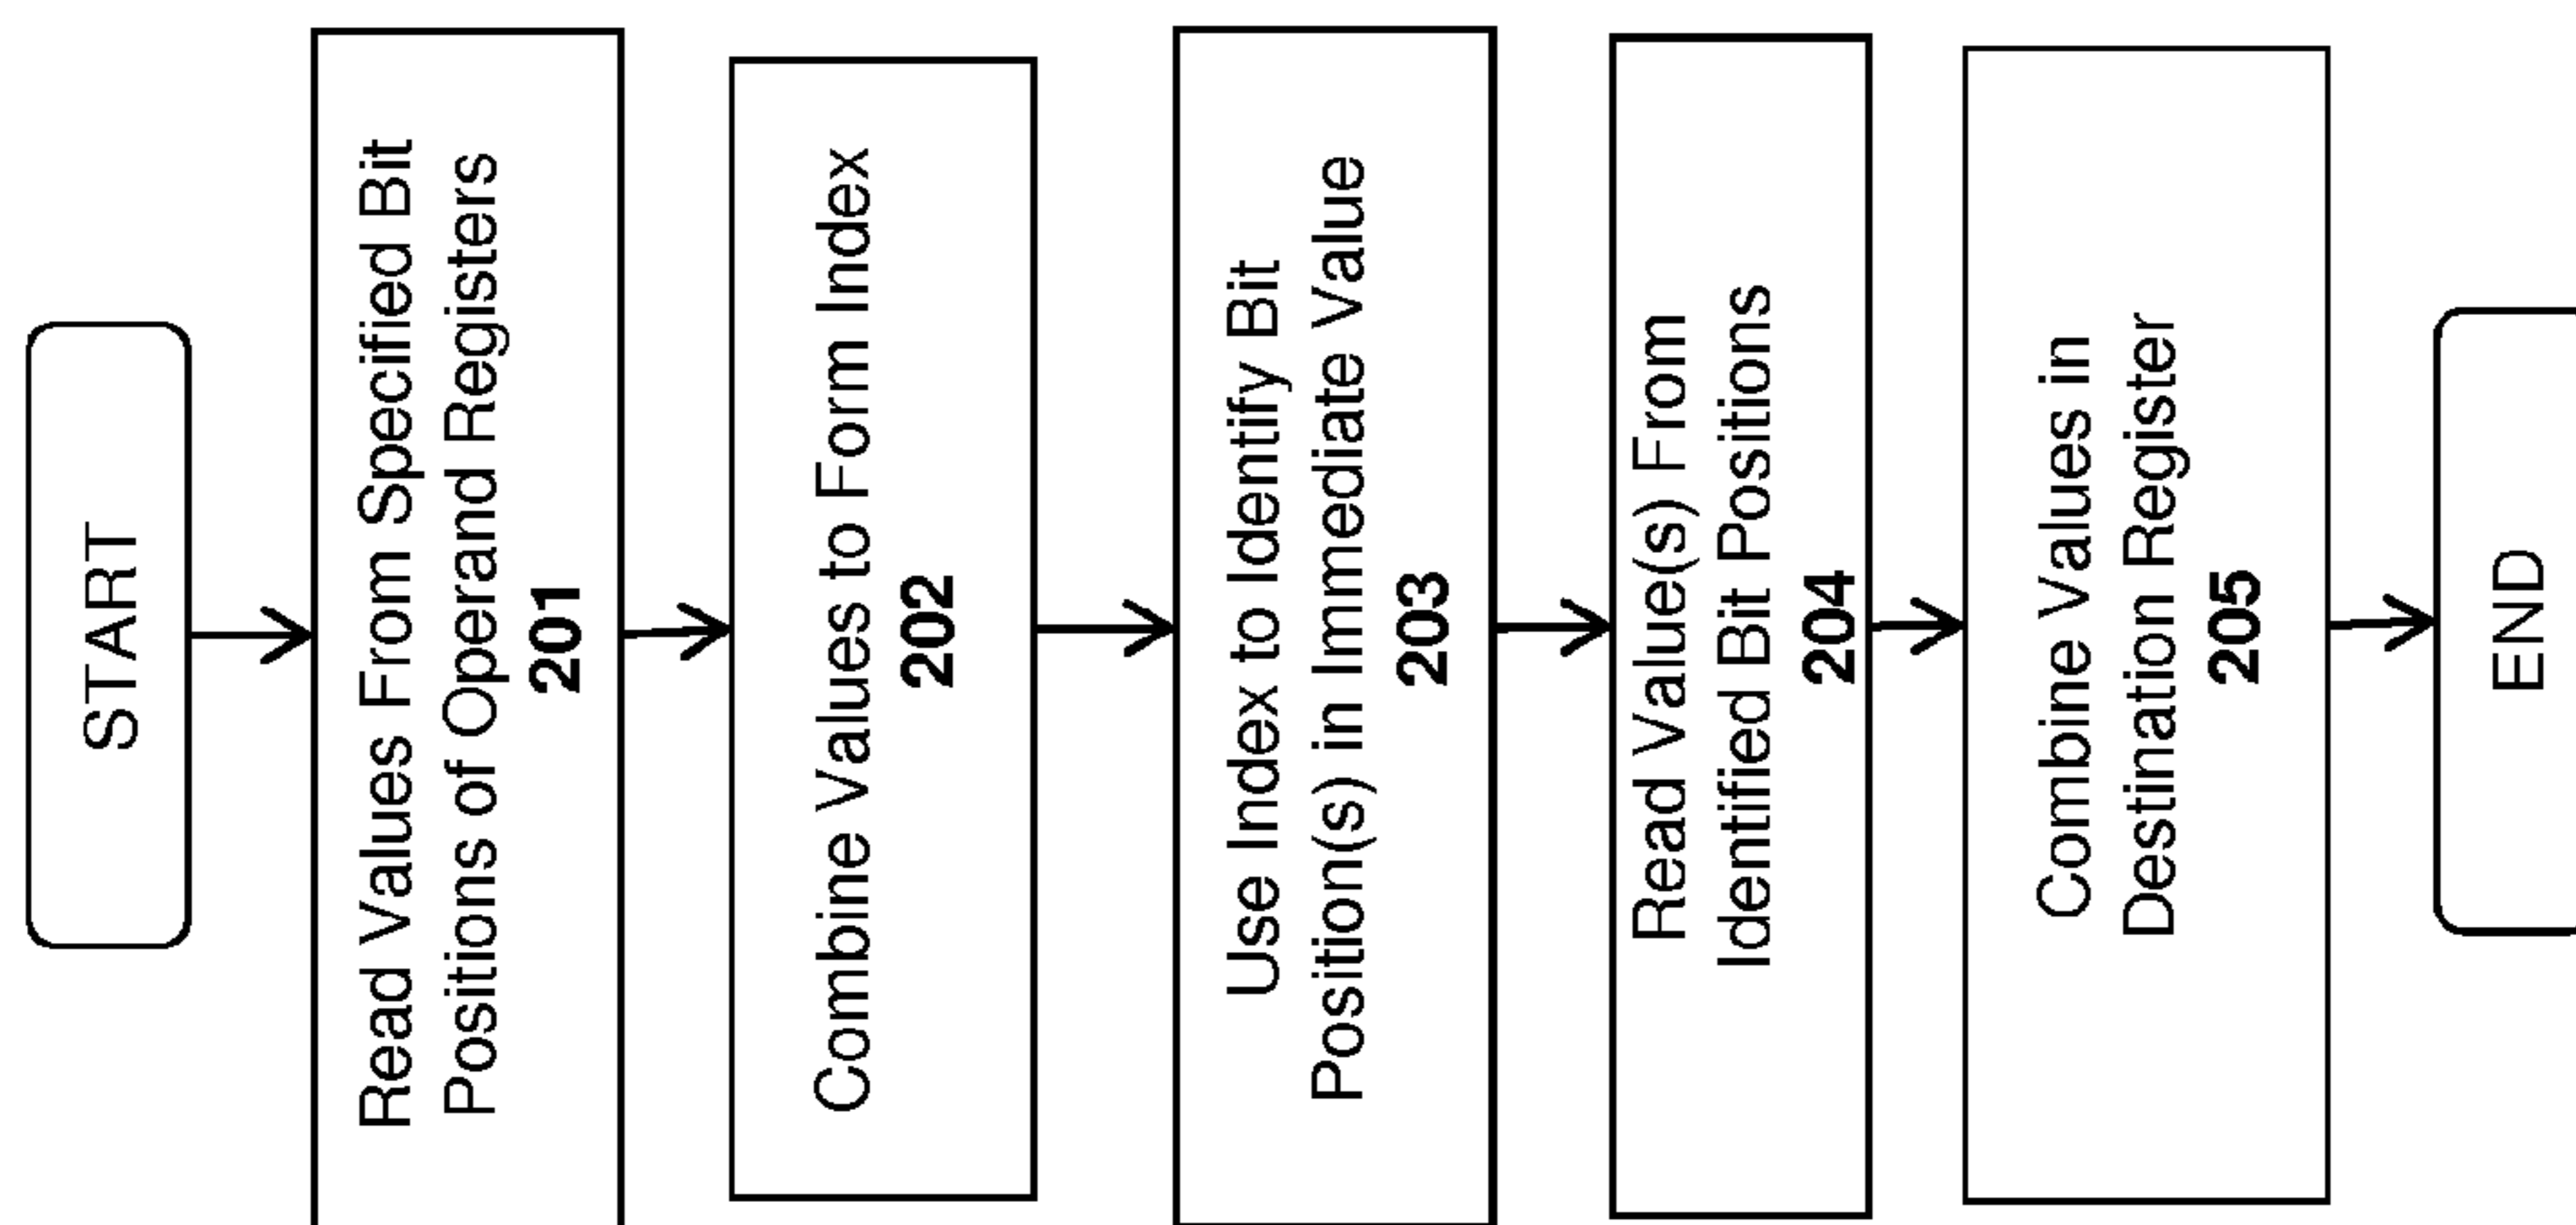 START
Read Values From Specified Bit
Positions of Operand Registers
201
Combine Values to Form Index
202
Use Index to Identify Bit
Position(s) in Immediate Value
203
Read Value(s) From
Identified Bit Positions
204
Combine Values in
Destination Register
205
END